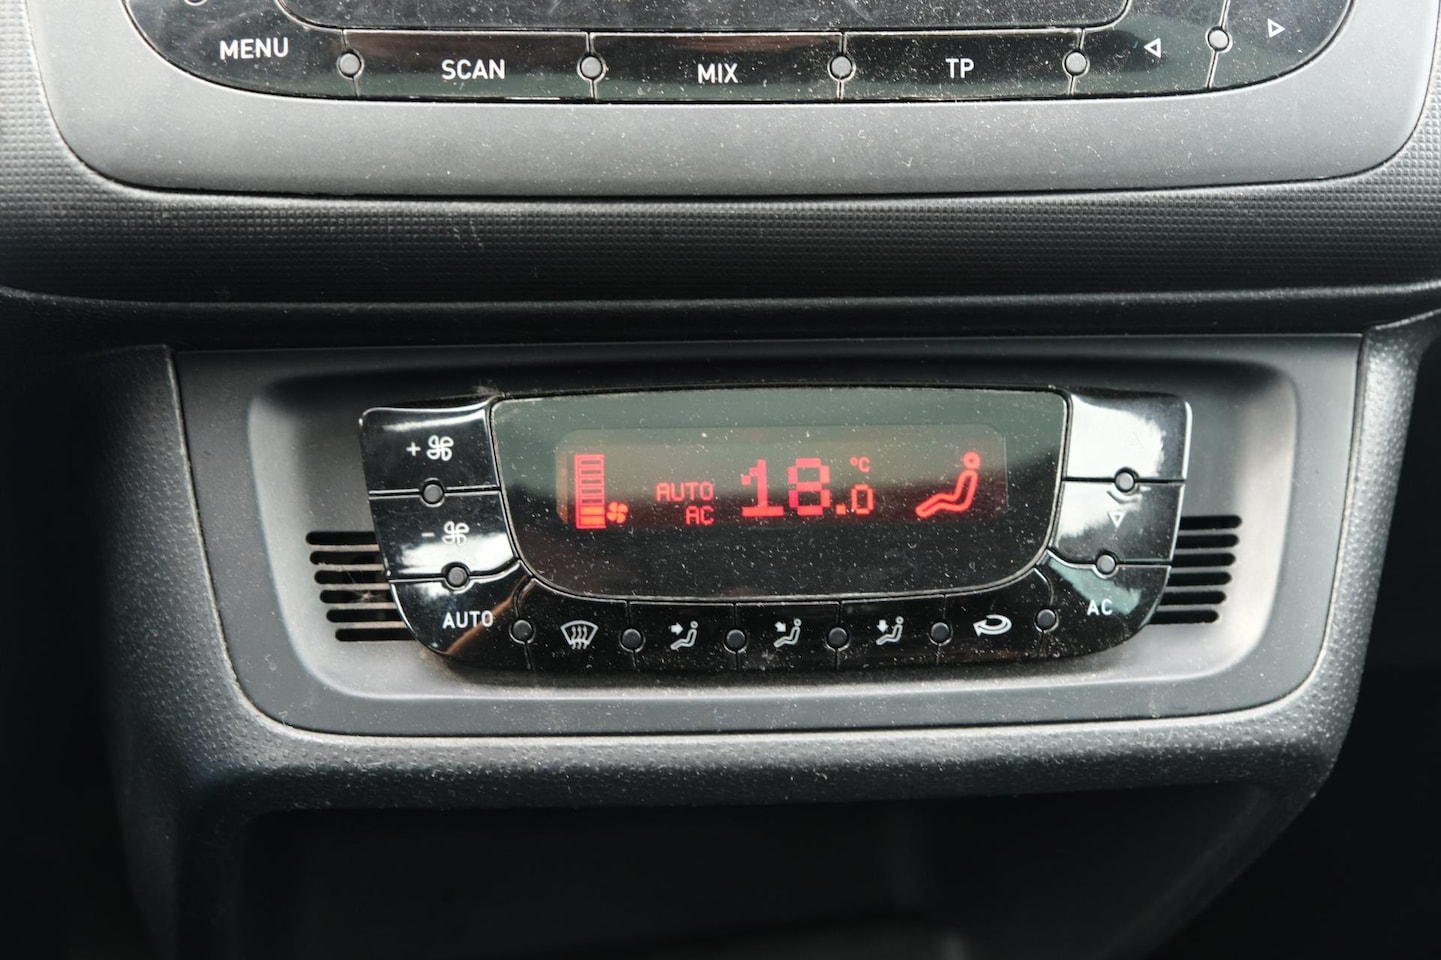 MENU
SCAN
MIX
TP
+
-
AUTO
AUTO
AC
18.0
°C
AC